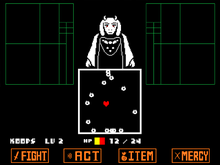 KOOPS LV 2 HP 12 / 24
FIGHT ACT ITEM MERCY